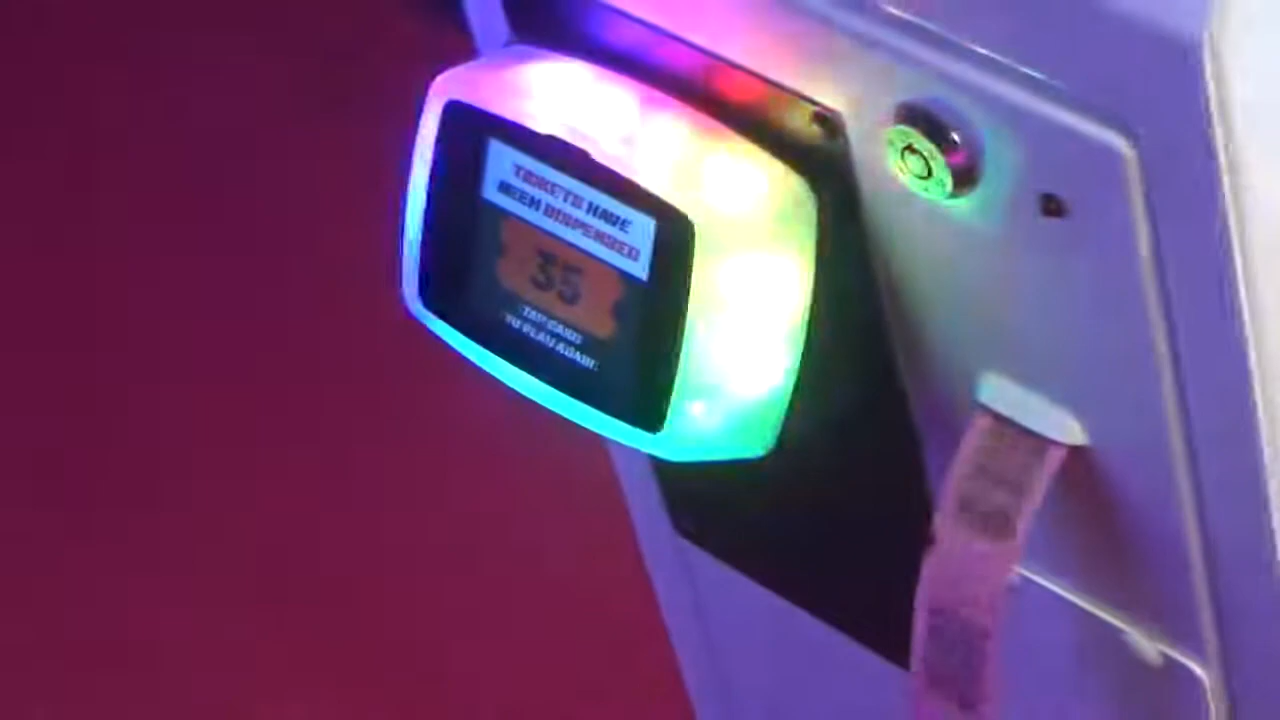 TICKETS HAVE
BEEN DISPENSED
35
TAP CARD
TO PLAY AGAIN!